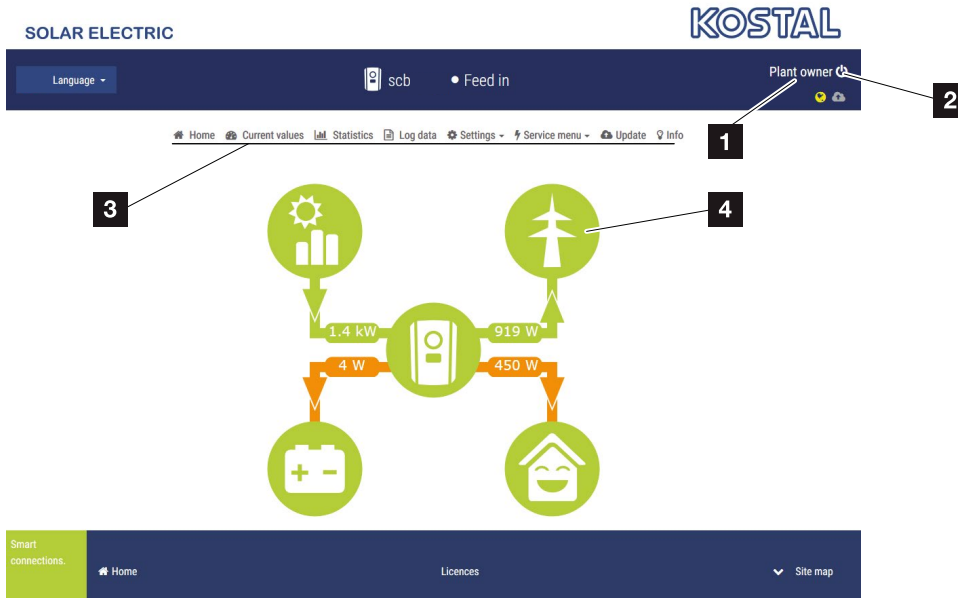 SOLAR ELECTRIC
KOSTAL
Language
scb
Feed in
Plant owner
2
Home Current values Statistics Log data Settings Service menu Update Info
1
3
4
1.4 kW
919 W
4 W
450 W
+ -
Smart
connections.
Home
Licences
Site map